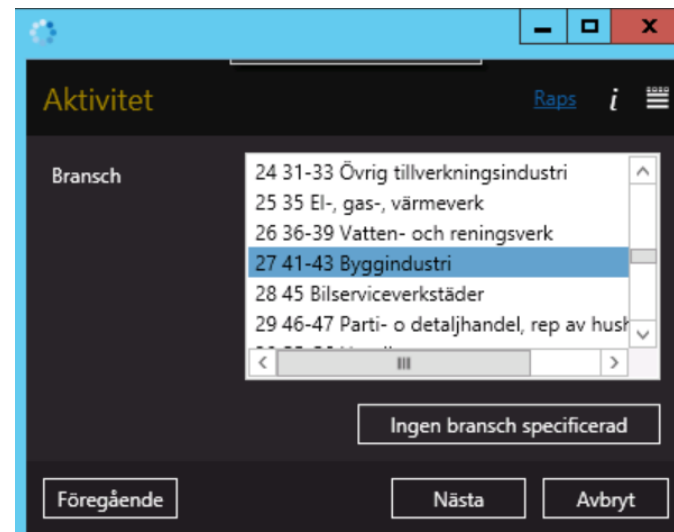 Aktivitet
Raps
i
Bransch
24 31-33 Övrig tillverkningsindustri
25 35 El-, gas-, värmeverk
26 36-39 Vatten- och reningsverk
27 41-43 Byggindustri
28 45 Bilserviceverkstäder
29 46-47 Parti- o detaljhandel, rep av hush
Ingen bransch specificerad
Föregående
Nästa
Avbryt